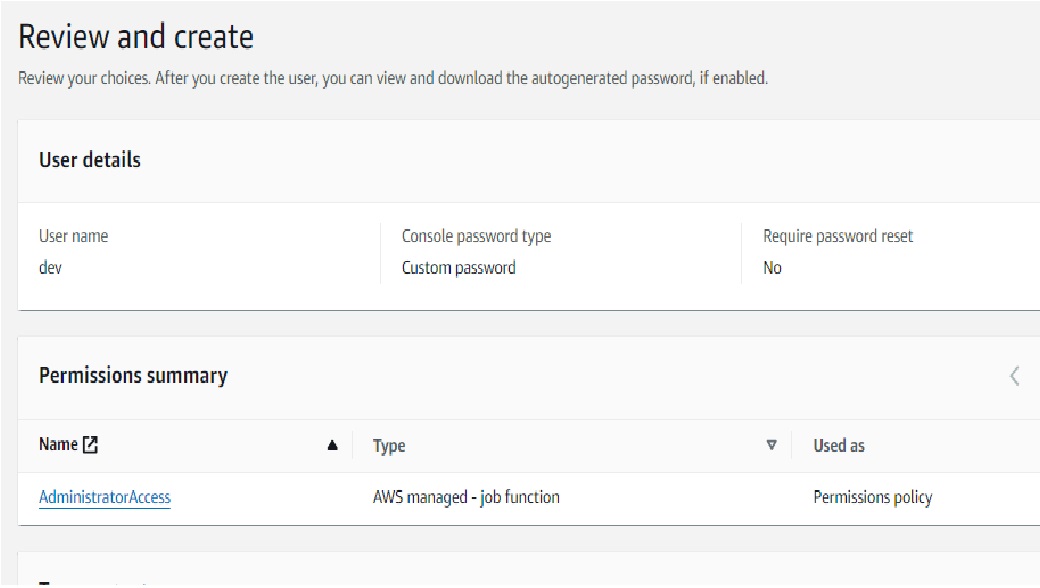 Review and create
Review your choices. After you create the user, you can view and download the autogenerated password, if enabled.
User details
User name
Console password type
Require password reset
dev
Custom password
No
Permissions summary
Name
Type
Used as
AdministratorAccess
AWS managed - job function
Permissions policy